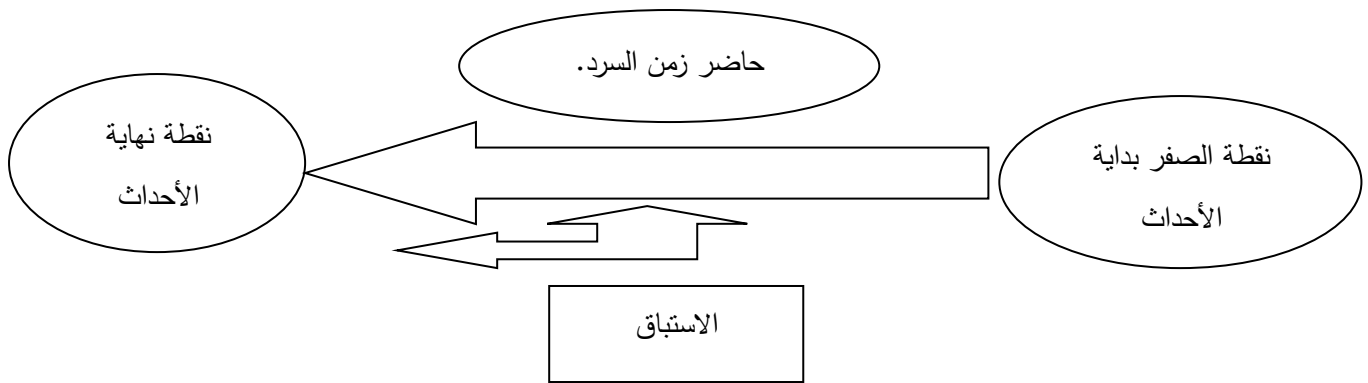 حاضر زمن السرد.
نقطة الصفر بداية
الأحداث
نقطة نهاية
الأحداث
الاستباق